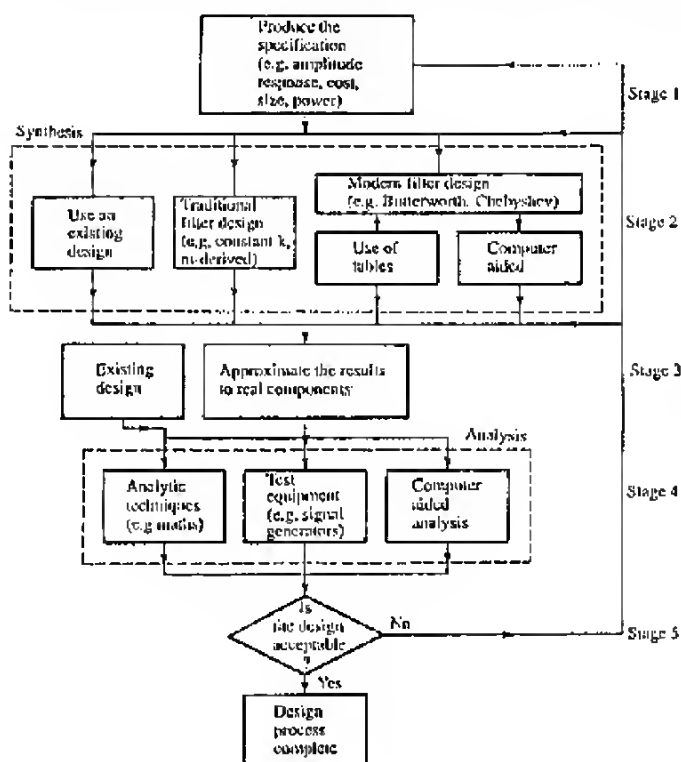 Produce the
specification
(e.g. amplitude
response, cost,
size, power)
Stage 1
Synthesis
Use an
existing
design
Traditional
filter design
(e.g. constant k,
m-derived)
Modern filter design
(e.g. Butterworth, Chebyshev)
Use of
tables
Computer
aided
Stage 2
Existing
design
Approximate the results
to real components
Stage 3
Analysis
Analytic
techniques
(e.g maths)
Test
equipment
(e.g. signal
generators)
Computer
aided
analysis
Stage 4
Is
the design
acceptable
?
No
Stage 5
Yes
Design
process
complete